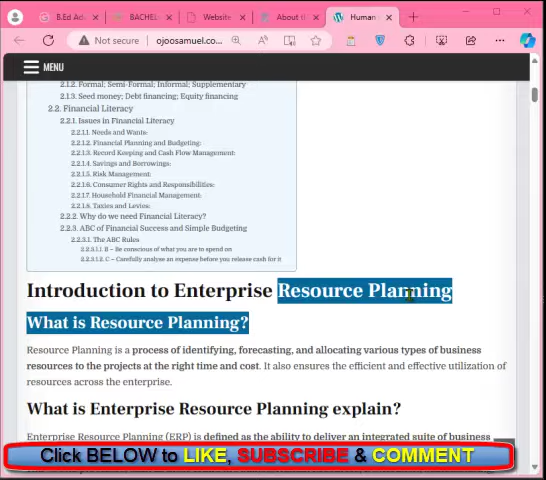 B.Ed Ad
BACHEL
Website
About t
Human
Not secure
ojoosamuel.co...
MENU
2.1.2. Formal; Semi-Formal; Informal; Supplementary
2.1.3. Seed money; Debt financing; Equity financing
2.2. Financial Literacy
2.2.1. Issues in Financial Literacy
2.2.1.1. Needs and Wants:
2.2.1.2. Financial Planning and Budgeting:
2.2.1.3. Record Keeping and Cash Flow Management:
2.2.1.4. Savings and Borrowings:
2.2.1.5. Risk Management:
2.2.1.6. Consumer Rights and Responsibilities:
2.2.1.7. Household Financial Management:
2.2.1.8. Taxies and Levies:
2.2.2. Why do we need Financial Literacy?
2.2.3. ABC of Financial Success and Simple Budgeting
2.2.3.1. The ABC Rules
2.2.3.1.1. B – Be conscious of what you are to spend on
2.2.3.1.2. C – Carefully analyse an expense before you release cash for it
Introduction to Enterprise Resource Planning
What is Resource Planning?
Resource Planning is a process of identifying, forecasting, and allocating various types of business
resources to the projects at the right time and cost. It also ensures the efficient and effective utilization of
resources across the enterprise.
What is Enterprise Resource Planning explain?
Enterprise Resource Planning (ERP) is defined as the ability to deliver an integrated suite of business
Click BELOW to LIKE, SUBSCRIBE & COMMENT